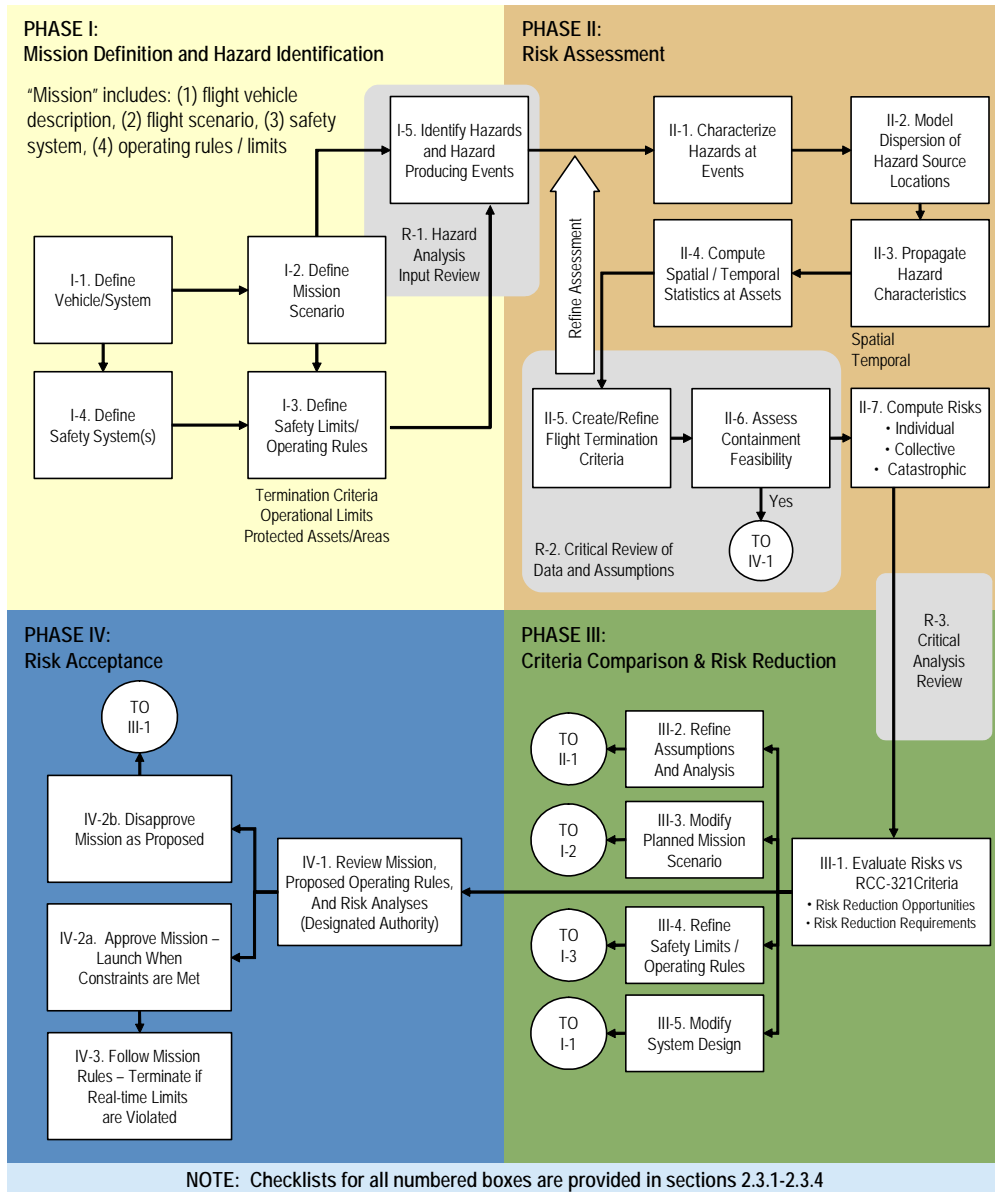 PHASE I:
Mission Definition and Hazard Identification
“Mission” includes: (1) flight vehicle
description, (2) flight scenario, (3) safety
system, (4) operating rules / limits
I-5. Identify Hazards
and Hazard
Producing Events
R-1. Hazard
Analysis
Input Review
I-1. Define
Vehicle/System
I-2. Define
Mission
Scenario
I-4. Define
Safety System(s)
I-3. Define
Safety Limits/
Operating Rules
Termination Criteria
Operational Limits
Protected Assets/Areas
PHASE II:
Risk Assessment
II-1. Characterize
Hazards at
Events
II-2. Model
Dispersion of
Hazard Source
Locations
Refine Assessment
II-4. Compute
Spatial / Temporal
Statistics at Assets
II-3. Propagate
Hazard
Characteristics
Spatial
Temporal
II-5. Create/Refine
Flight Termination
Criteria
II-6. Assess
Containment
Feasibility
II-7. Compute Risks
• Individual
• Collective
• Catastrophic
Yes
TO
IV-1
R-2. Critical Review of
Data and Assumptions
R-3.
Critical
Analysis
Review
PHASE IV:
Risk Acceptance
TO
III-1
IV-2b. Disapprove
Mission as Proposed
IV-1. Review Mission,
Proposed Operating Rules,
And Risk Analyses
(Designated Authority)
IV-2a. Approve Mission –
Launch When
Constraints are Met
IV-3. Follow Mission
Rules – Terminate if
Real-time Limits
are Violated
PHASE III:
Criteria Comparison & Risk Reduction
TO
II-1
III-2. Refine
Assumptions
And Analysis
TO
I-2
III-3. Modify
Planned Mission
Scenario
III-1. Evaluate Risks vs
RCC-321Criteria
• Risk Reduction Opportunities
• Risk Reduction Requirements
TO
I-3
III-4. Refine
Safety Limits /
Operating Rules
TO
I-1
III-5. Modify
System Design
NOTE: Checklists for all numbered boxes are provided in sections 2.3.1-2.3.4